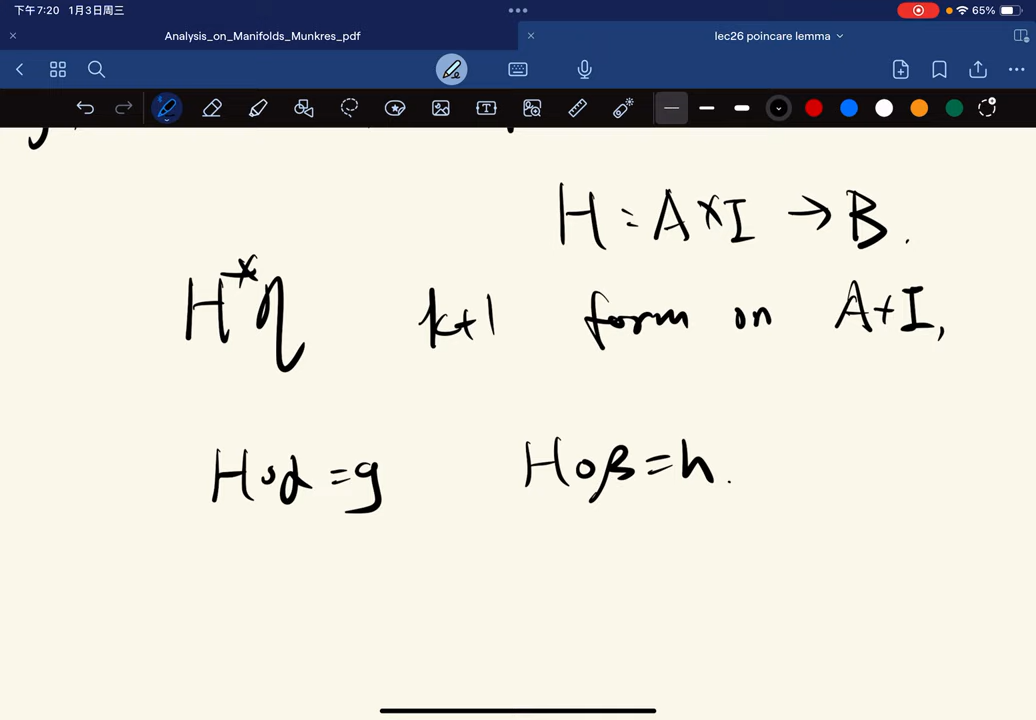 下午7:20 1月3日周三
65%
Analysis_on_Manifolds_Munkres_pdf
lec26 poincare lemma
H : A×I → B.
H*η k+1 form on A+I,
H∘α = g H∘β = h.